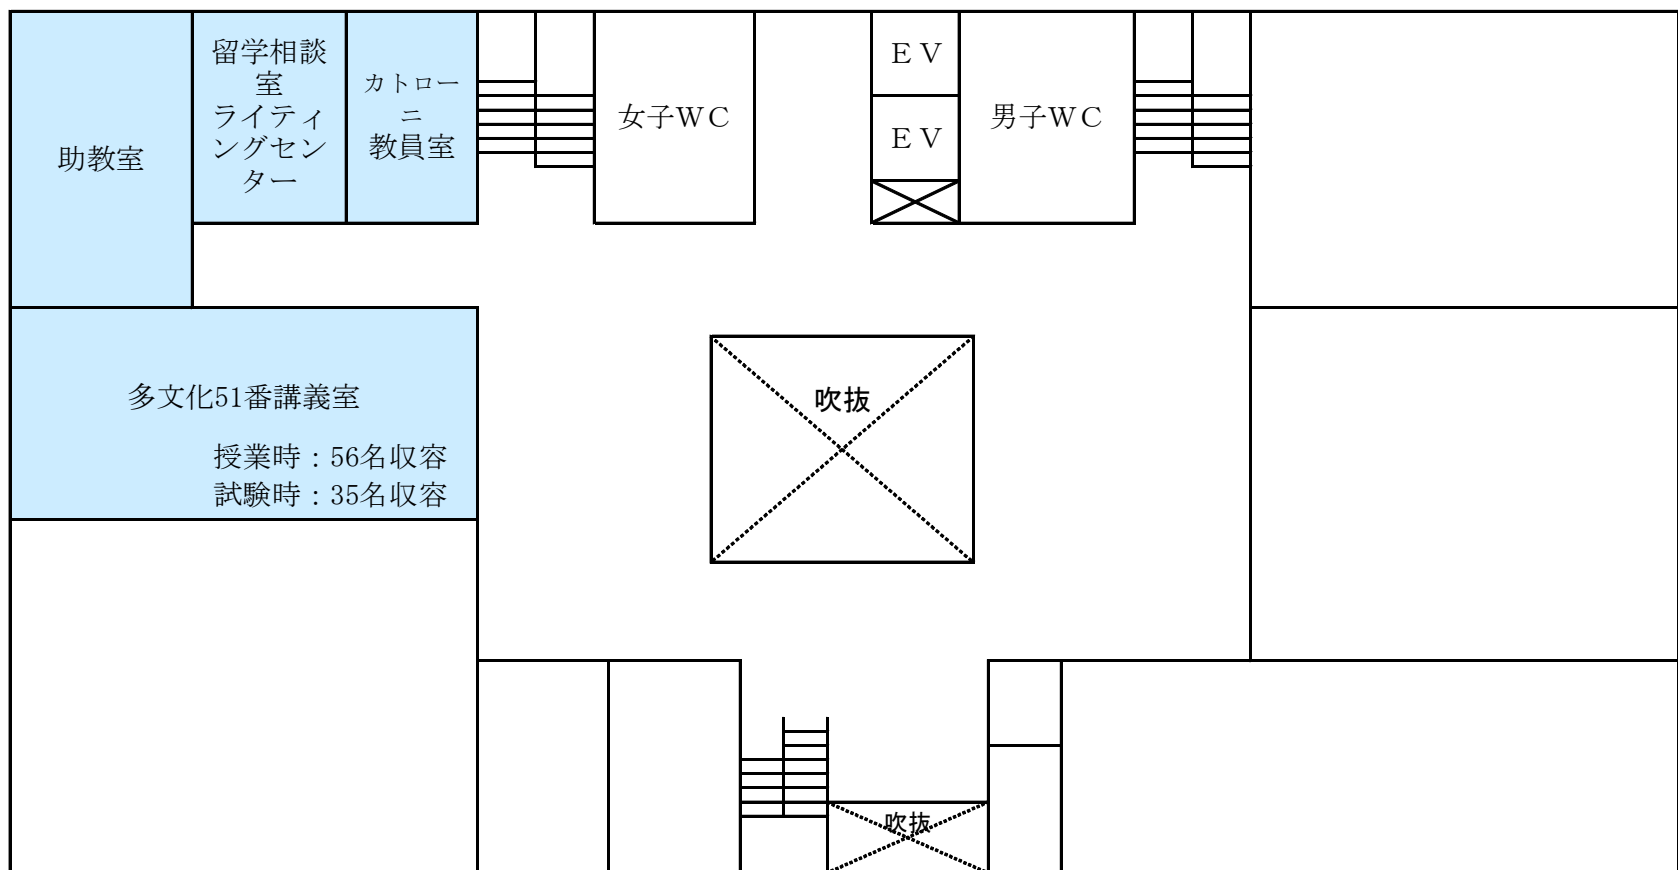 助教室
留学相談
室
ライティ
ングセン
ター
カトロー
ニ
教員室
女子ＷＣ
ＥＶ
ＥＶ
男子ＷＣ
多文化51番講義室
授業時：56名収容
試験時：35名収容
吹抜
吹抜